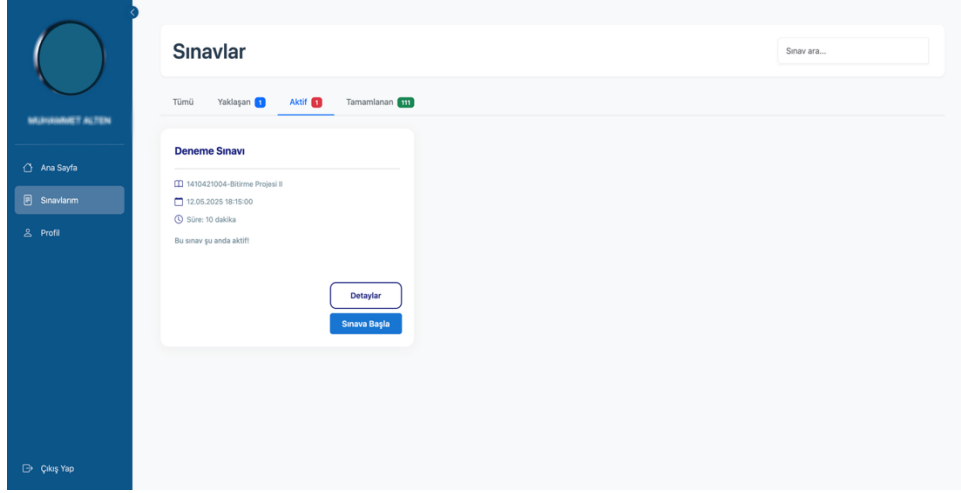 MUHAMMET ALTEN
Ana Sayfa
Sınavlarım
Profil
Çıkış Yap
Sınavlar
Sınav ara...
Tümü Yaklaşan 1 Aktif 1 Tamamlanan 111
Deneme Sınavı
1410421004-Bitirme Projesi II
12.05.2025 18:15:00
Süre: 10 dakika
Bu sınav şu anda aktif!
Detaylar
Sınava Başla